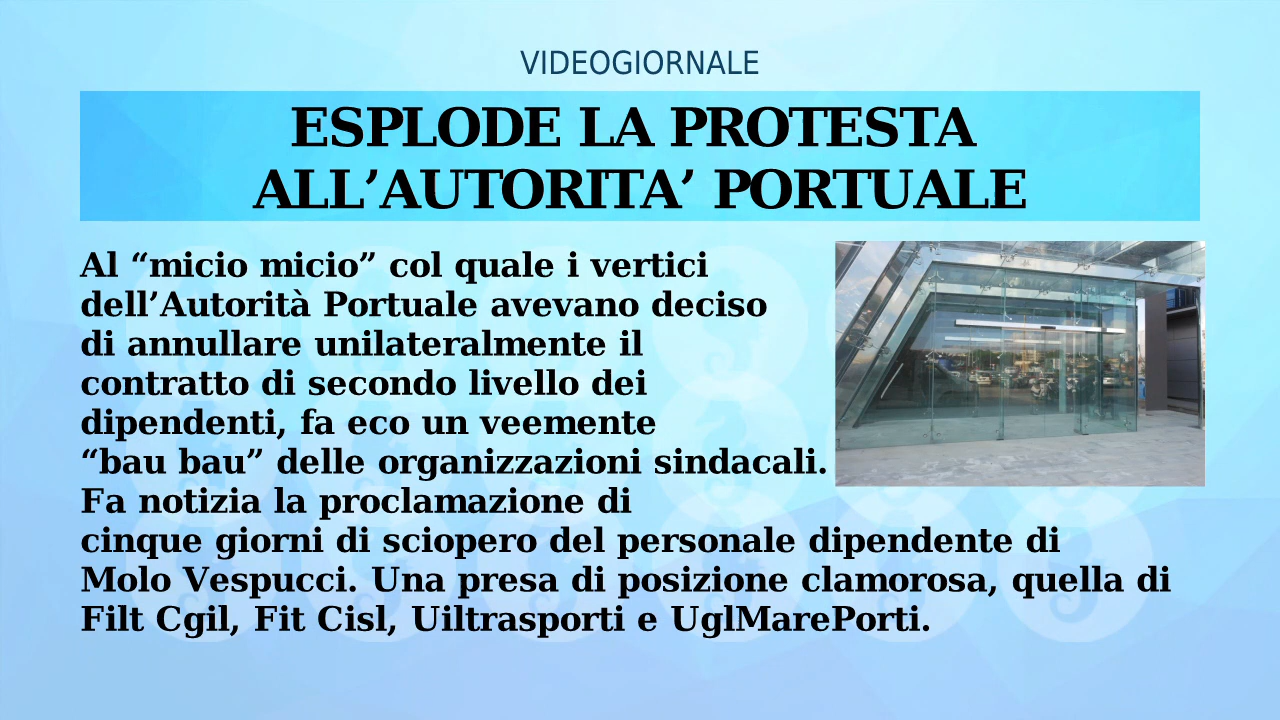 VIDEOGIORNALE
ESPLODE LA PROTESTA
ALL’AUTORITA’ PORTUALE
Al “micio micio” col quale i vertici
dell’Autorità Portuale avevano deciso
di annullare unilateralmente il
contratto di secondo livello dei
dipendenti, fa eco un veemente
“bau bau” delle organizzazioni sindacali.
Fa notizia la proclamazione di
cinque giorni di sciopero del personale dipendente di
Molo Vespucci. Una presa di posizione clamorosa, quella di
Filt Cgil, Fit Cisl, Uiltrasporti e UglMarePorti.